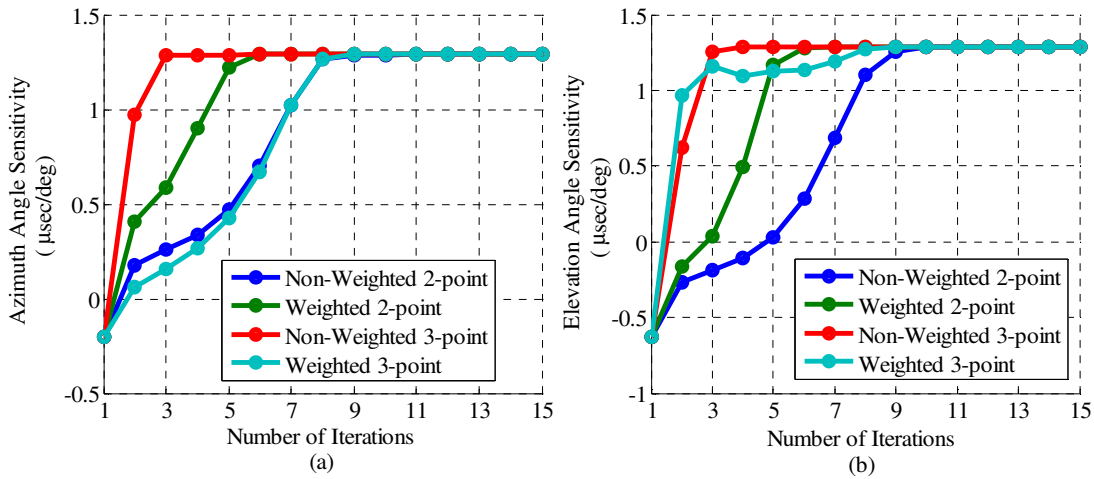 Azimuth Angle Sensitivity
( μsec/deg)
1.5
1
0.5
0
-0.5
Non-Weighted 2-point
Weighted 2-point
Non-Weighted 3-point
Weighted 3-point
1 3 5 7 9 11 13 15
Number of Iterations
(a)
Elevation Angle Sensitivity
( μsec/deg)
1.5
1
0.5
0
-0.5
-1
Non-Weighted 2-point
Weighted 2-point
Non-Weighted 3-point
Weighted 3-point
1 3 5 7 9 11 13 15
Number of Iterations
(b)